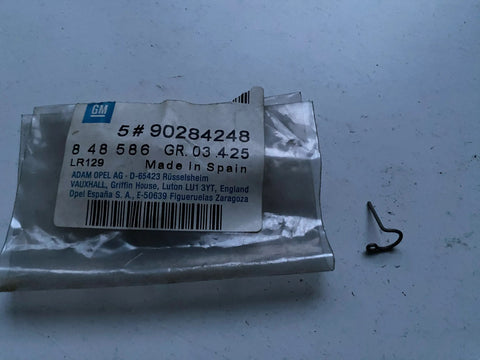 GM
5# 90284248
8 48 586 GR. 03 425
LR129 Made in Spain
ADAM OPEL AG - D-65423 Rüsselsheim
VAUXHALL, Griffin House, Luton LU1 3YT, England
Opel España S. A., E-50639 Figueruelas Zaragoza